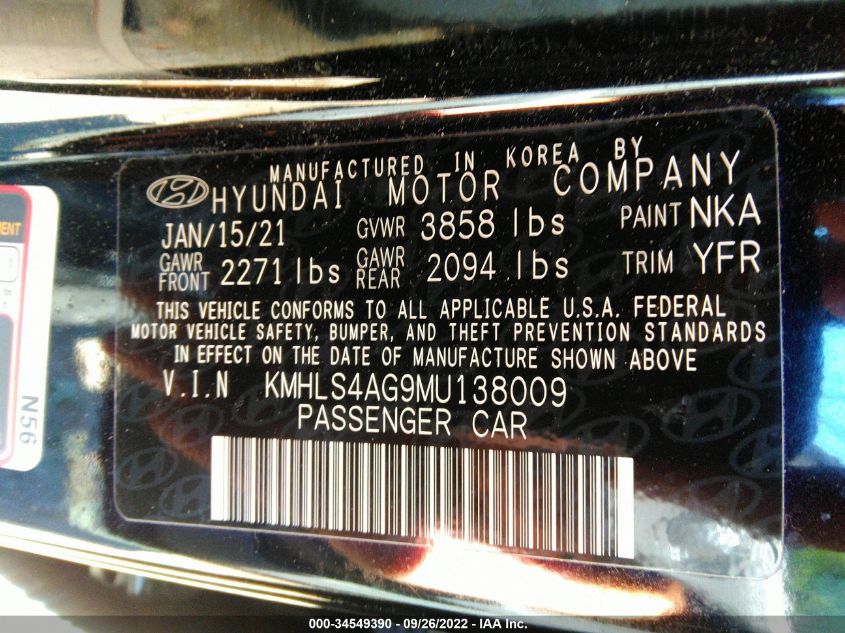 MANUFACTURED IN KOREA BY
HYUNDAI MOTOR COMPANY
JAN/15/21 GVWR 3858 lbs PAINT NKA
GAWR FRONT 2271 lbs GAWR REAR 2094 lbs TRIM YFR
THIS VEHICLE CONFORMS TO ALL APPLICABLE U.S.A. FEDERAL
MOTOR VEHICLE SAFETY, BUMPER, AND THEFT PREVENTION STANDARDS
IN EFFECT ON THE DATE OF MANUFACTURE SHOWN ABOVE
V.I.N KMHLS4AG9MU138009
PASSENGER CAR
N56
000-34549390 - 09/26/2022 - IAA Inc.